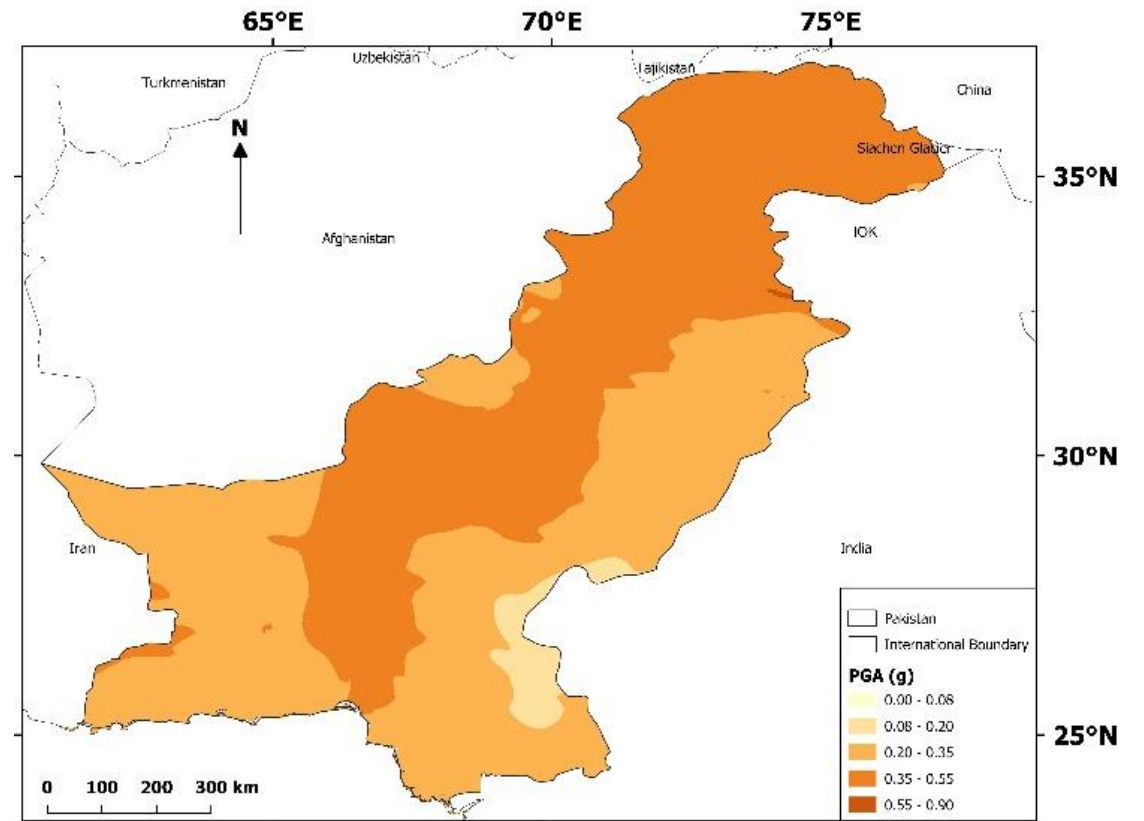 65°E 70°E 75°E
Uzbekistan
Tajikistan
Turkmenistan
China
N
Siachen Glacier
35°N
Afghanistan
IOK
30°N
Iran
India
Pakistan
International Boundary
PGA (g)
0.00 - 0.08
0.08 - 0.20
25°N
0.20 - 0.35
0.35 - 0.55
0.55 - 0.90
0 100 200 300 km